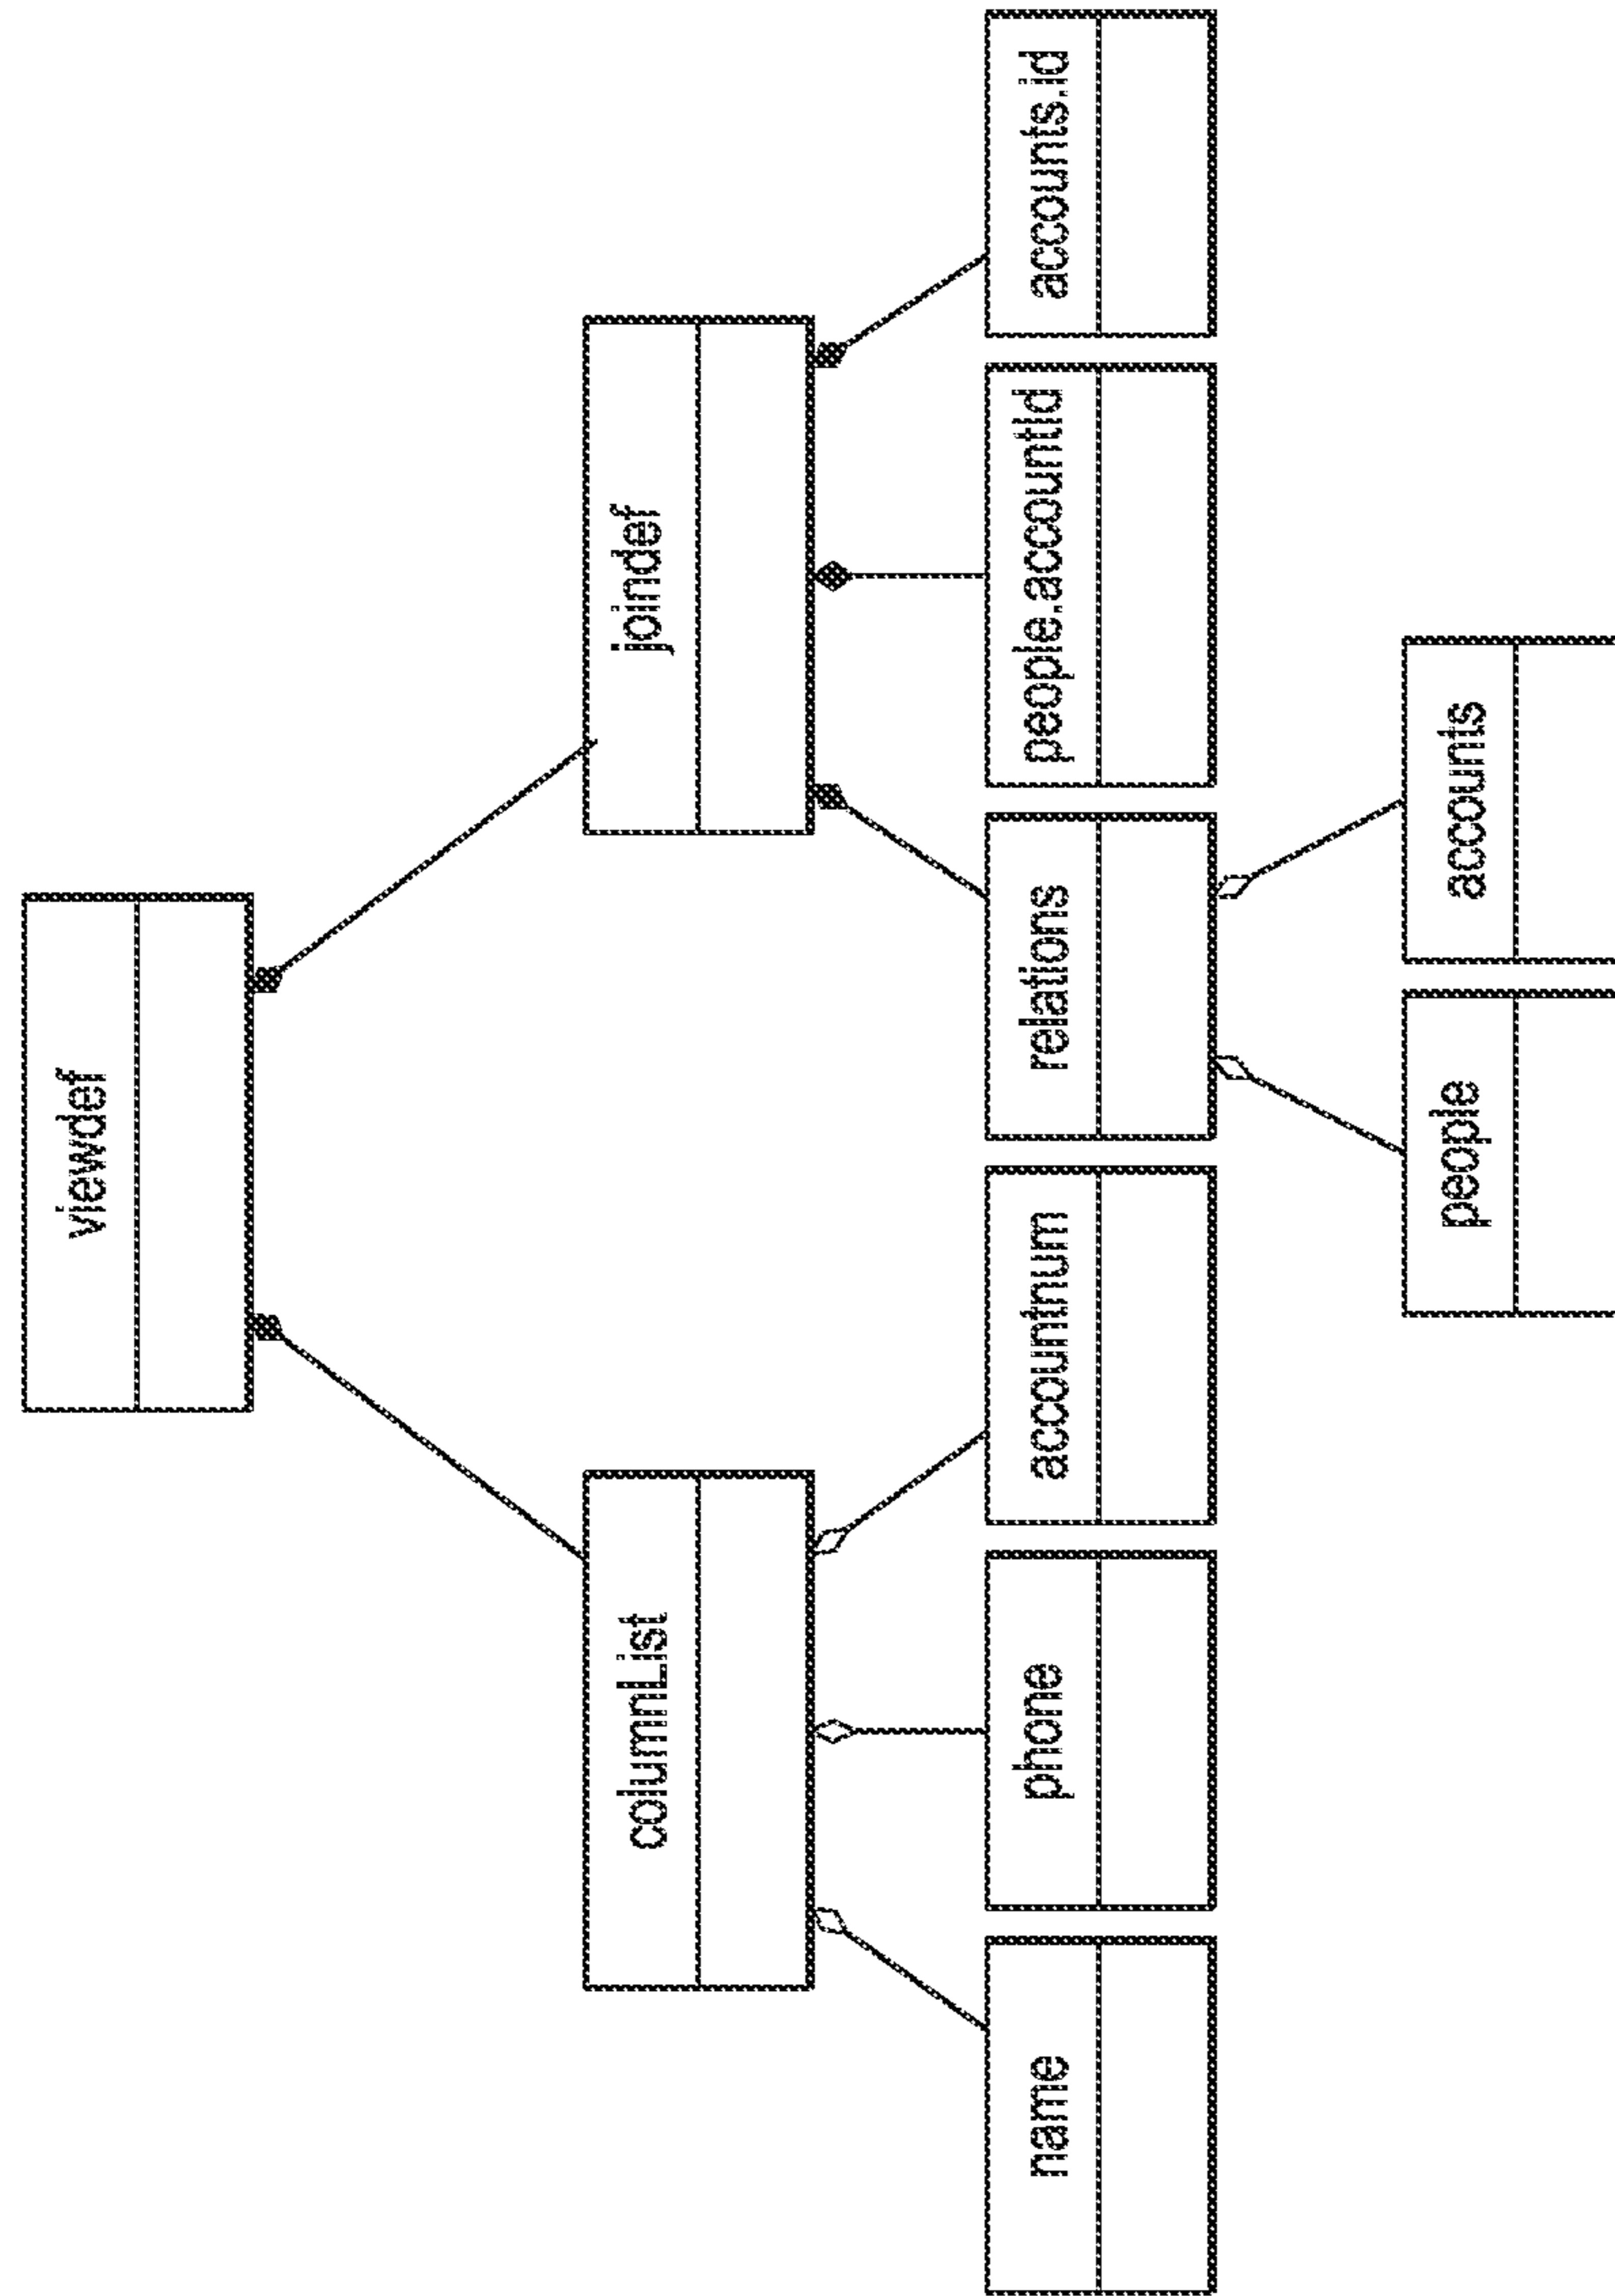 viewdef
columnList
joindef
name
phone
accountnum
relations
people.accountId
accounts.id
people
accounts